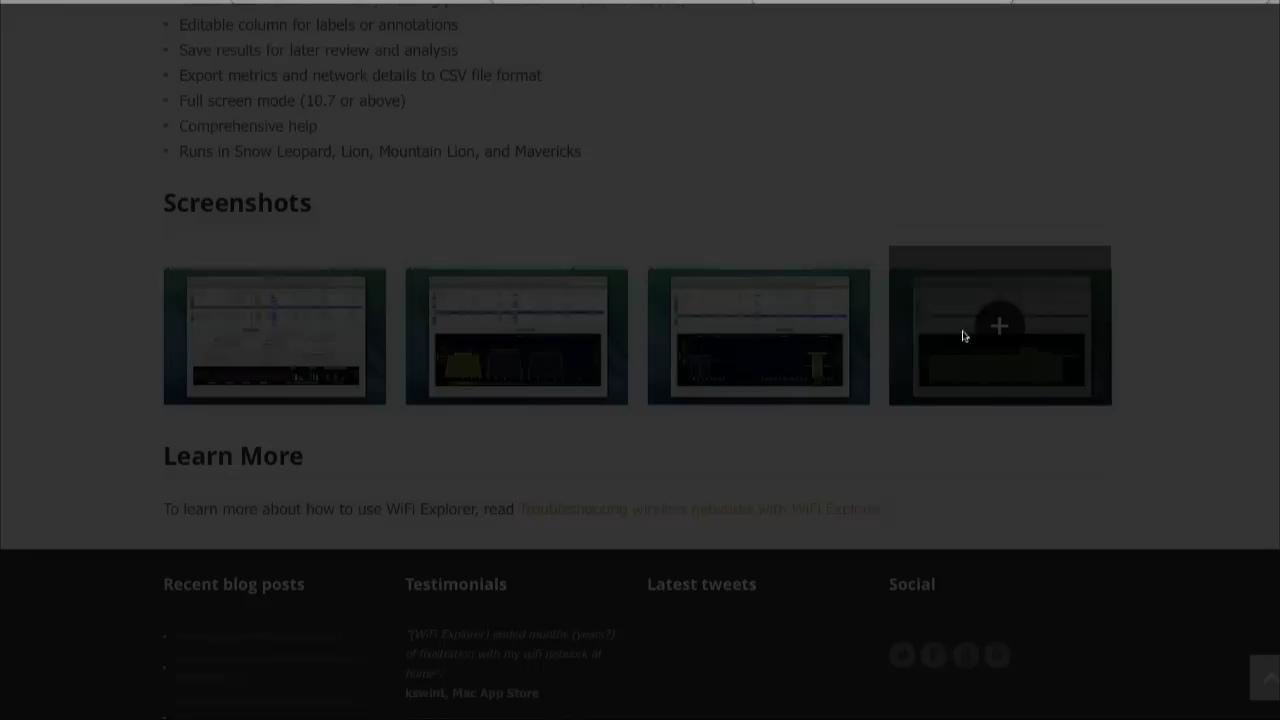 Editable column for labels or annotations
Save results for later review and analysis
Export metrics and network details to CSV file format
Full screen mode (10.7 or above)
Comprehensive help
Runs in Snow Leopard, Lion, Mountain Lion, and Mavericks
Screenshots
Learn More
To learn more about how to use WiFi Explorer, read Troubleshooting wireless networks with WiFi Explorer
Recent blog posts
Testimonials
Latest tweets
Social
"[WiFi Explorer] ended months (years?)
of frustration with my wifi network at
home".
kswint, Mac App Store